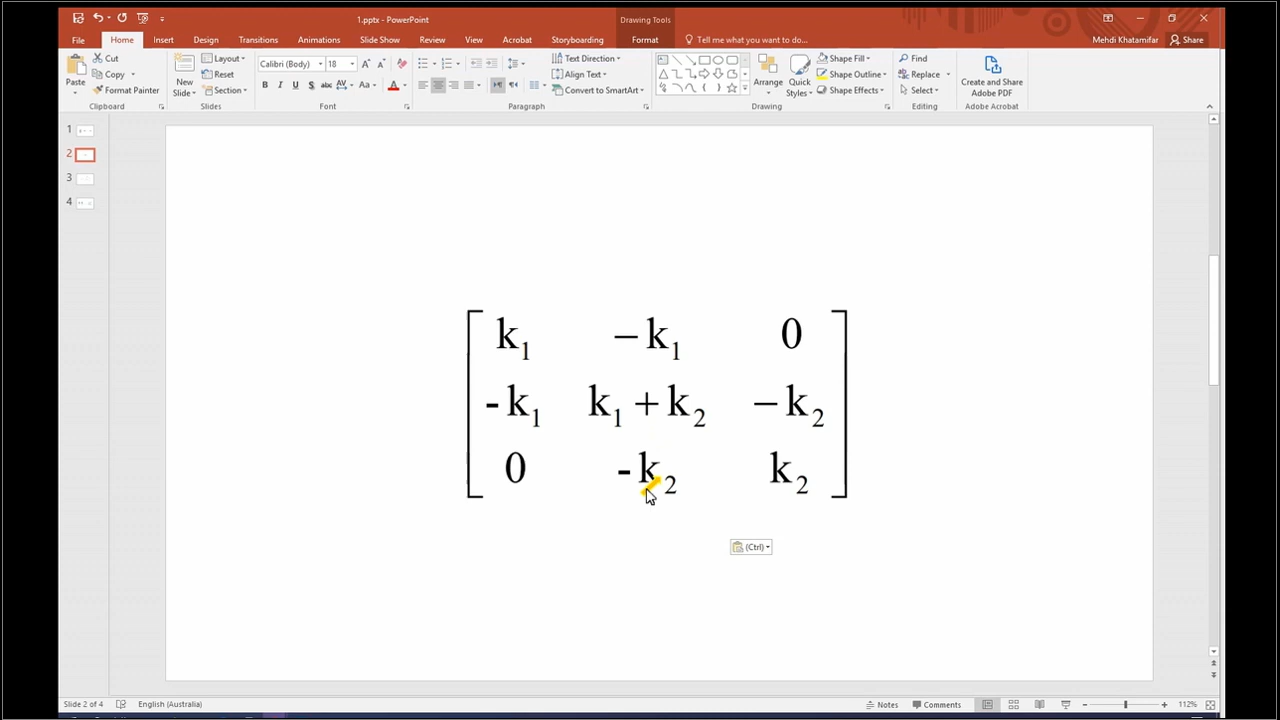 1.pptx - PowerPoint
Drawing Tools
File Home Insert Design Transitions Animations Slide Show Review View Acrobat Storyboarding Format Tell me what you want to do... Mehdi Khatamifar Share
Paste
Cut
Copy
Format Painter
Clipboard
New Slide
Layout
Reset
Section
Slides
Calibri (Body) 18
B I U S abc AV Aa A
Font
Text Direction
Align Text
Convert to SmartArt
Paragraph
Arrange
Quick Styles
Shape Fill
Shape Outline
Shape Effects
Drawing
Find
Replace
Select
Editing
Create and Share Adobe PDF
Adobe Acrobat
1
2
3
4
k₁ − k₁ 0
- k₁ k₁ + k₂ − k₂
0 - k₂ k₂
(Ctrl)
Slide 2 of 4 English (Australia) Notes Comments 112%